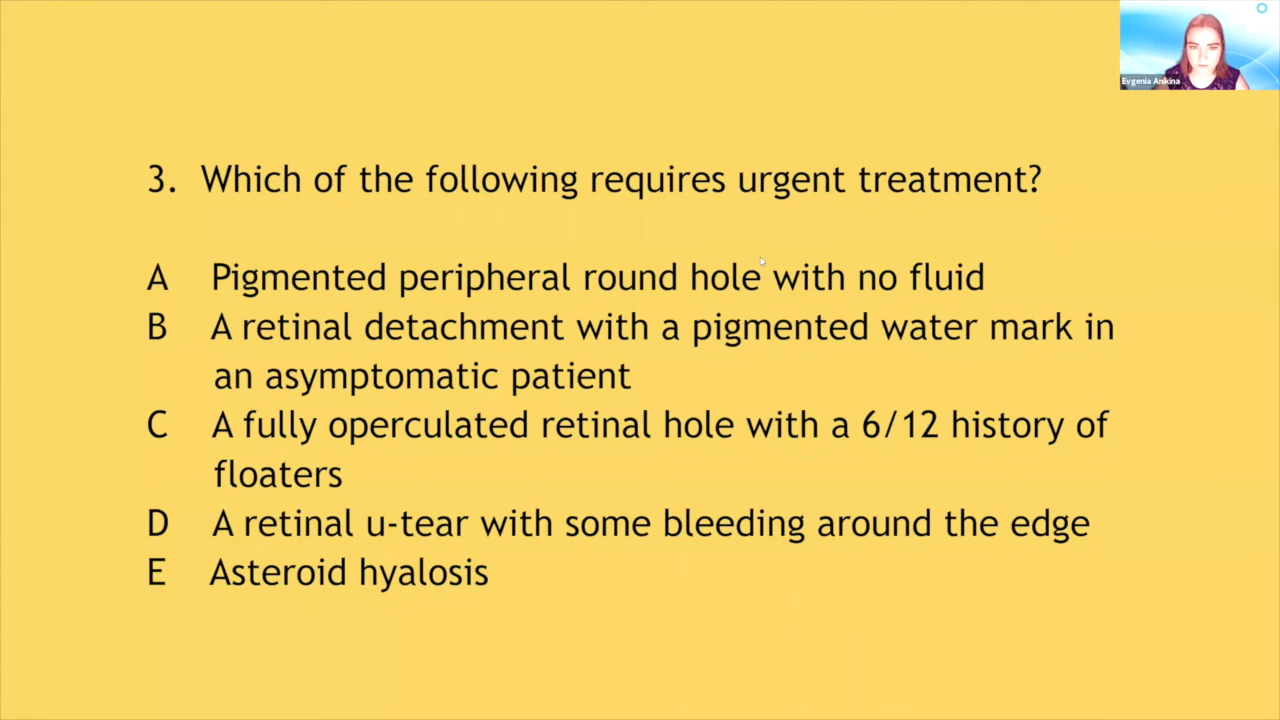 Evgenia Anikina
3. Which of the following requires urgent treatment?
A Pigmented peripheral round hole with no fluid
B A retinal detachment with a pigmented water mark in
an asymptomatic patient
C A fully operculated retinal hole with a 6/12 history of
floaters
D A retinal u-tear with some bleeding around the edge
E Asteroid hyalosis